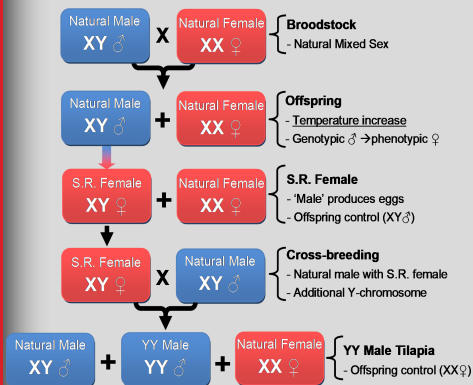 Natural Male
XY ♂
X
Natural Female
XX ♀
Broodstock
- Natural Mixed Sex
Natural Male
XY ♂
+
Natural Female
XX ♀
Offspring
- Temperature increase
- Genotypic ♂ →phenotypic ♀
S.R. Female
XY ♀
+
Natural Female
XX ♀
S.R. Female
- ‘Male’ produces eggs
- Offspring control (XY♂)
S.R. Female
XY ♀
X
Natural Male
XY ♂
Cross-breeding
- Natural male with S.R. female
- Additional Y-chromosome
Natural Male
XY ♂
+
YY Male
YY ♂
+
Natural Female
XX ♀
YY Male Tilapia
- Offspring control (XX♀)